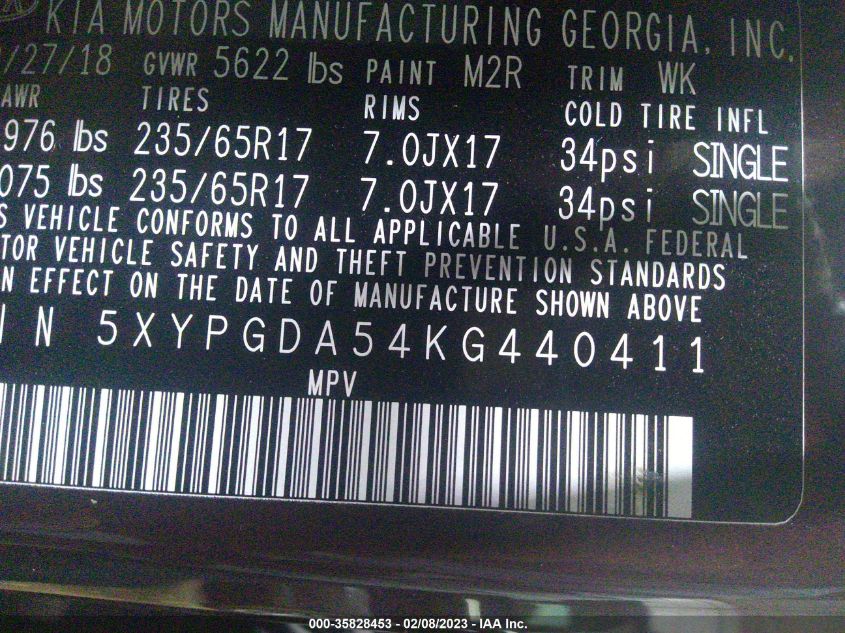 KIA MOTORS MANUFACTURING GEORGIA, INC.
/27/18 GVWR 5622 lbs PAINT M2R TRIM WK
AWR TIRES RIMS COLD TIRE INFL
976 lbs 235/65R17 7.0JX17 34psi SINGLE
075 lbs 235/65R17 7.0JX17 34psi SINGLE
S VEHICLE CONFORMS TO ALL APPLICABLE U.S.A. FEDERAL
TOR VEHICLE SAFETY AND THEFT PREVENTION STANDARDS
N EFFECT ON THE DATE OF MANUFACTURE SHOWN ABOVE
IN 5XYPGDA54KG440411
MPV
000-35828453 - 02/08/2023 - IAA Inc.